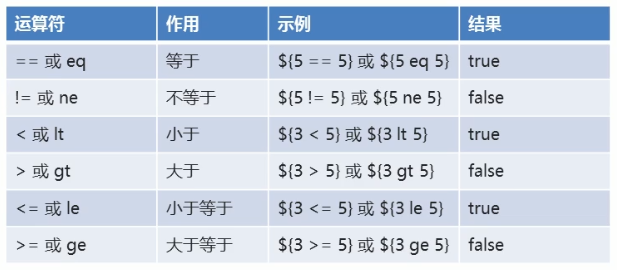 运算符 作用 示例 结果
== 或 eq 等于 ${5 == 5} 或 ${5 eq 5} true
!= 或 ne 不等于 ${5 != 5} 或 ${5 ne 5} false
< 或 lt 小于 ${3 < 5} 或 ${3 lt 5} true
> 或 gt 大于 ${3 > 5} 或 ${3 gt 5} false
<= 或 le 小于等于 ${3 <= 5} 或 ${3 le 5} true
>= 或 ge 大于等于 ${3 >= 5} 或 ${3 ge 5} false